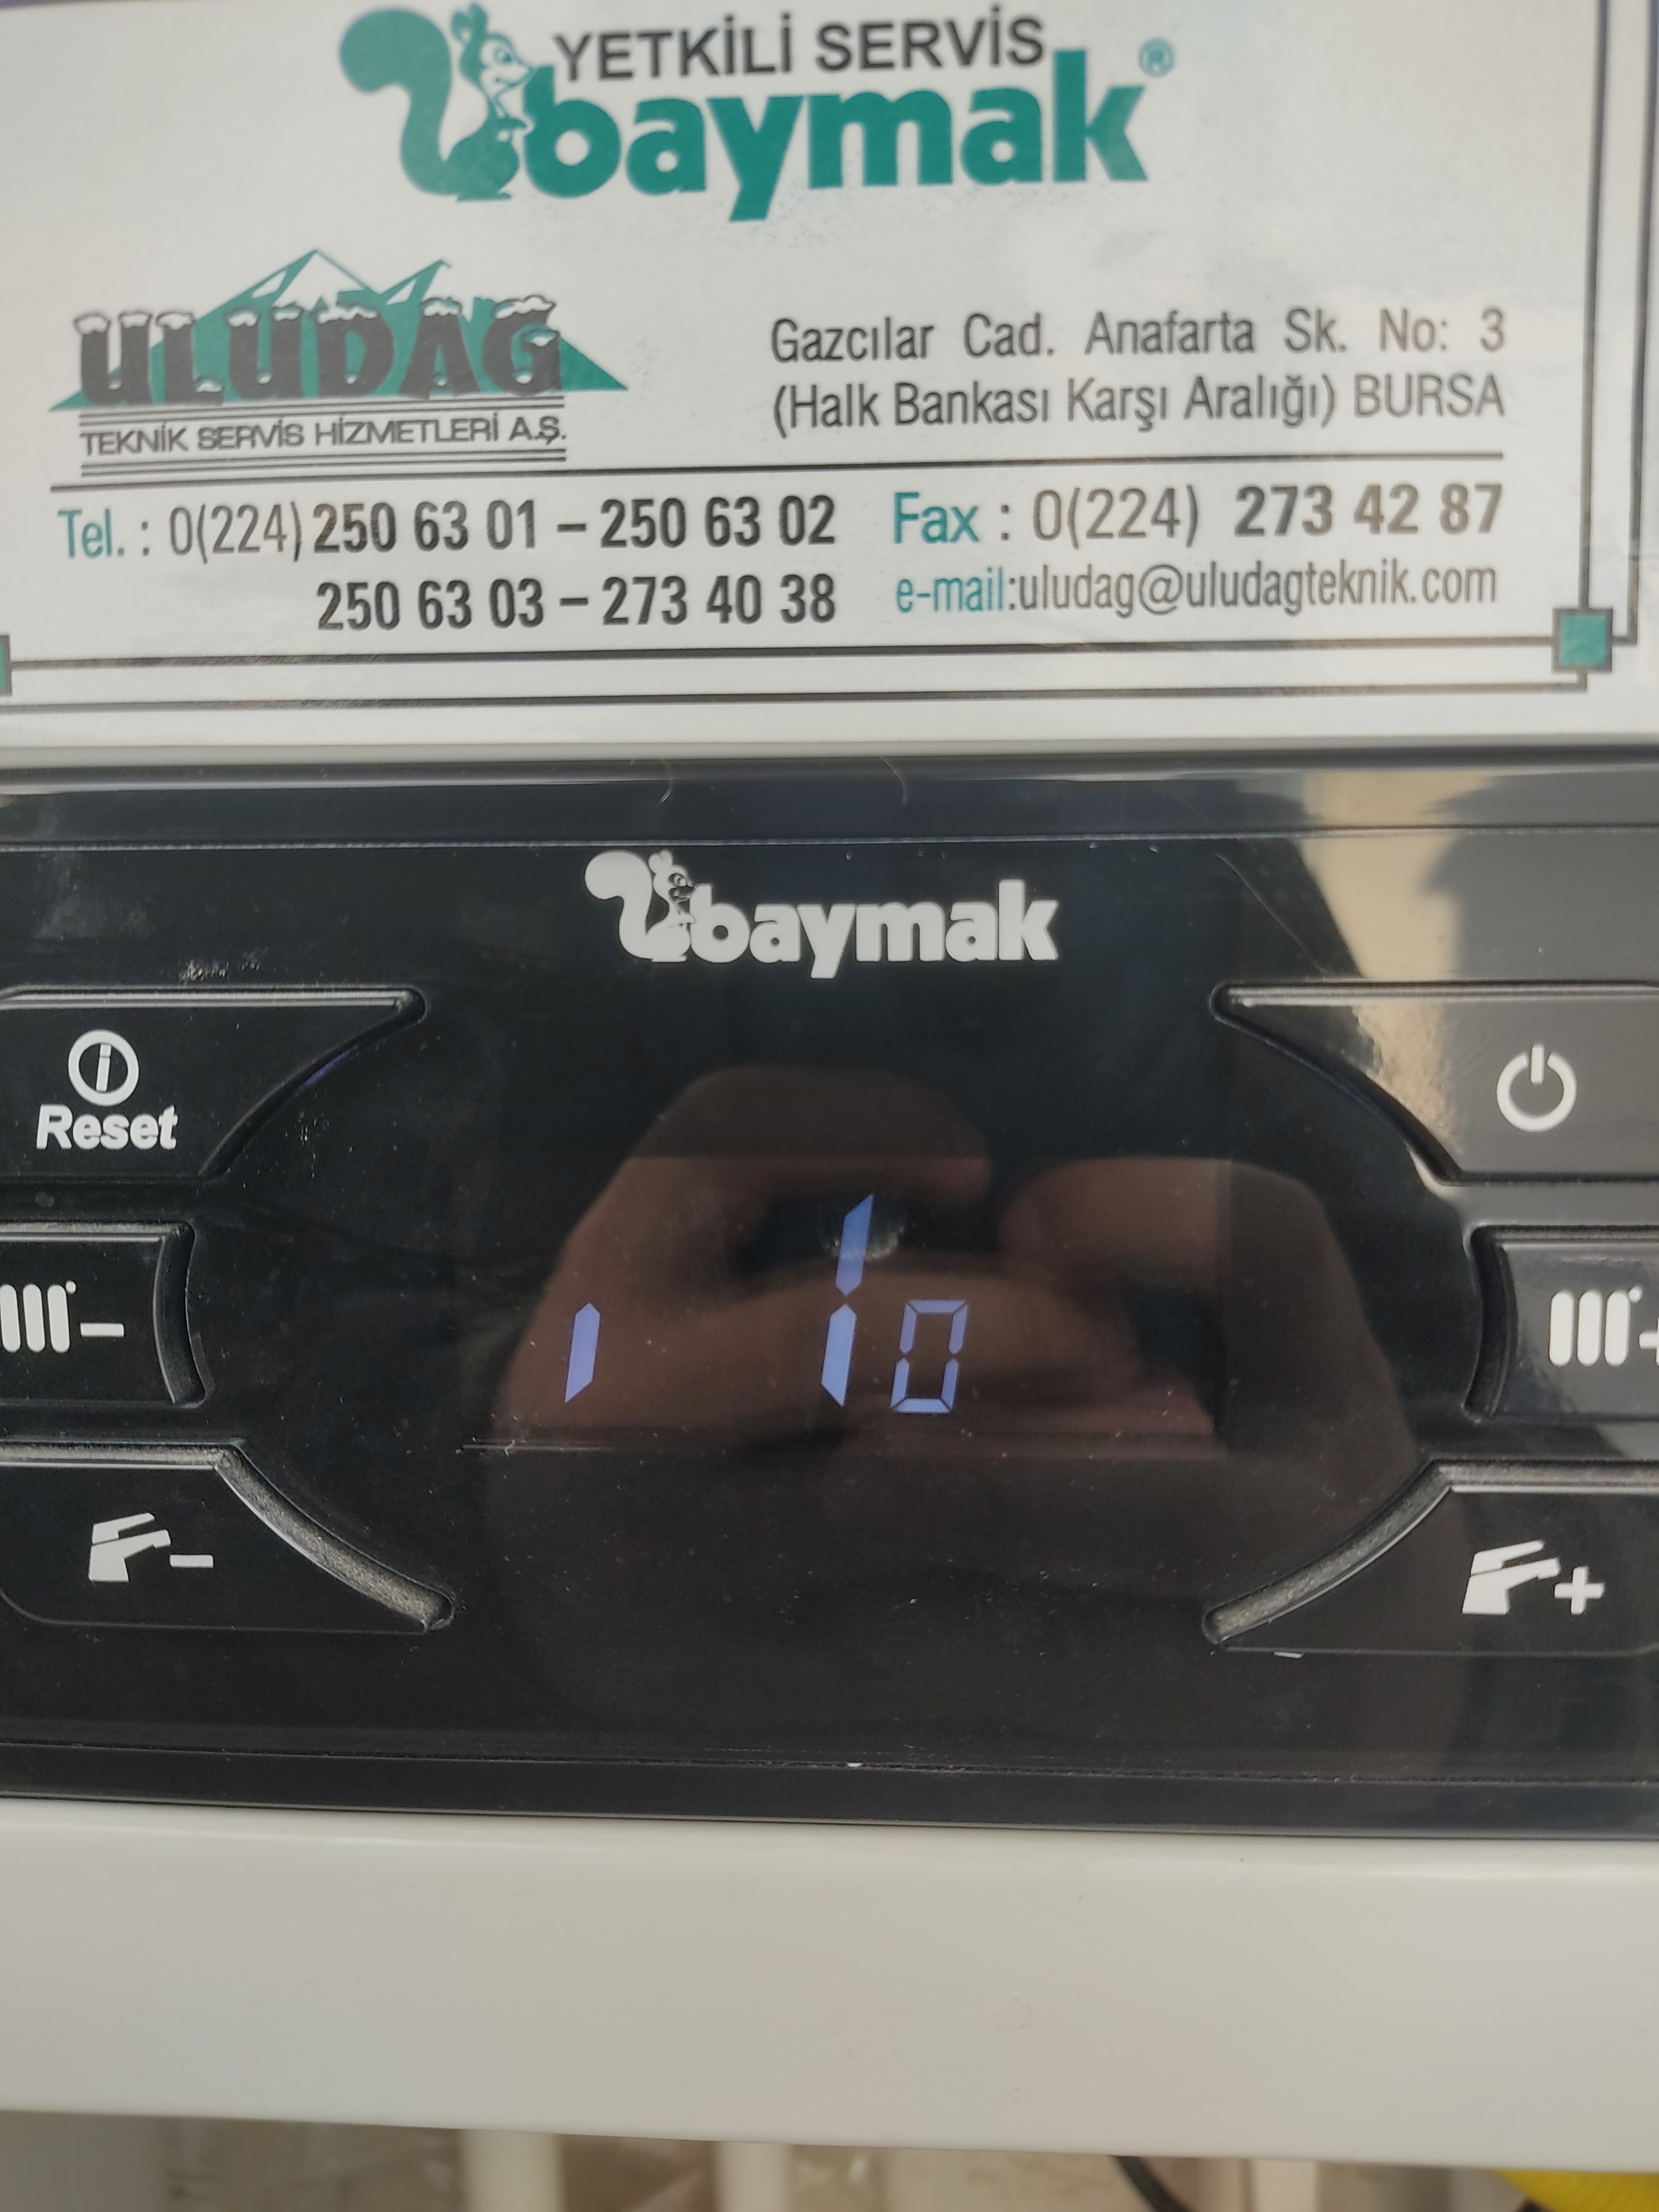 YETKİLİ SERVİS
baymak®
ULUDAG
TEKNİK SERVİS HİZMETLERİ A.Ş.
Gazcılar Cad. Anafarta Sk. No: 3
(Halk Bankası Karşı Aralığı) BURSA
Tel. : 0(224) 250 63 01 – 250 63 02
250 63 03 – 273 40 38
Fax : 0(224) 273 42 87
e-mail:uludag@uludagteknik.com
baymak
Reset
1 10